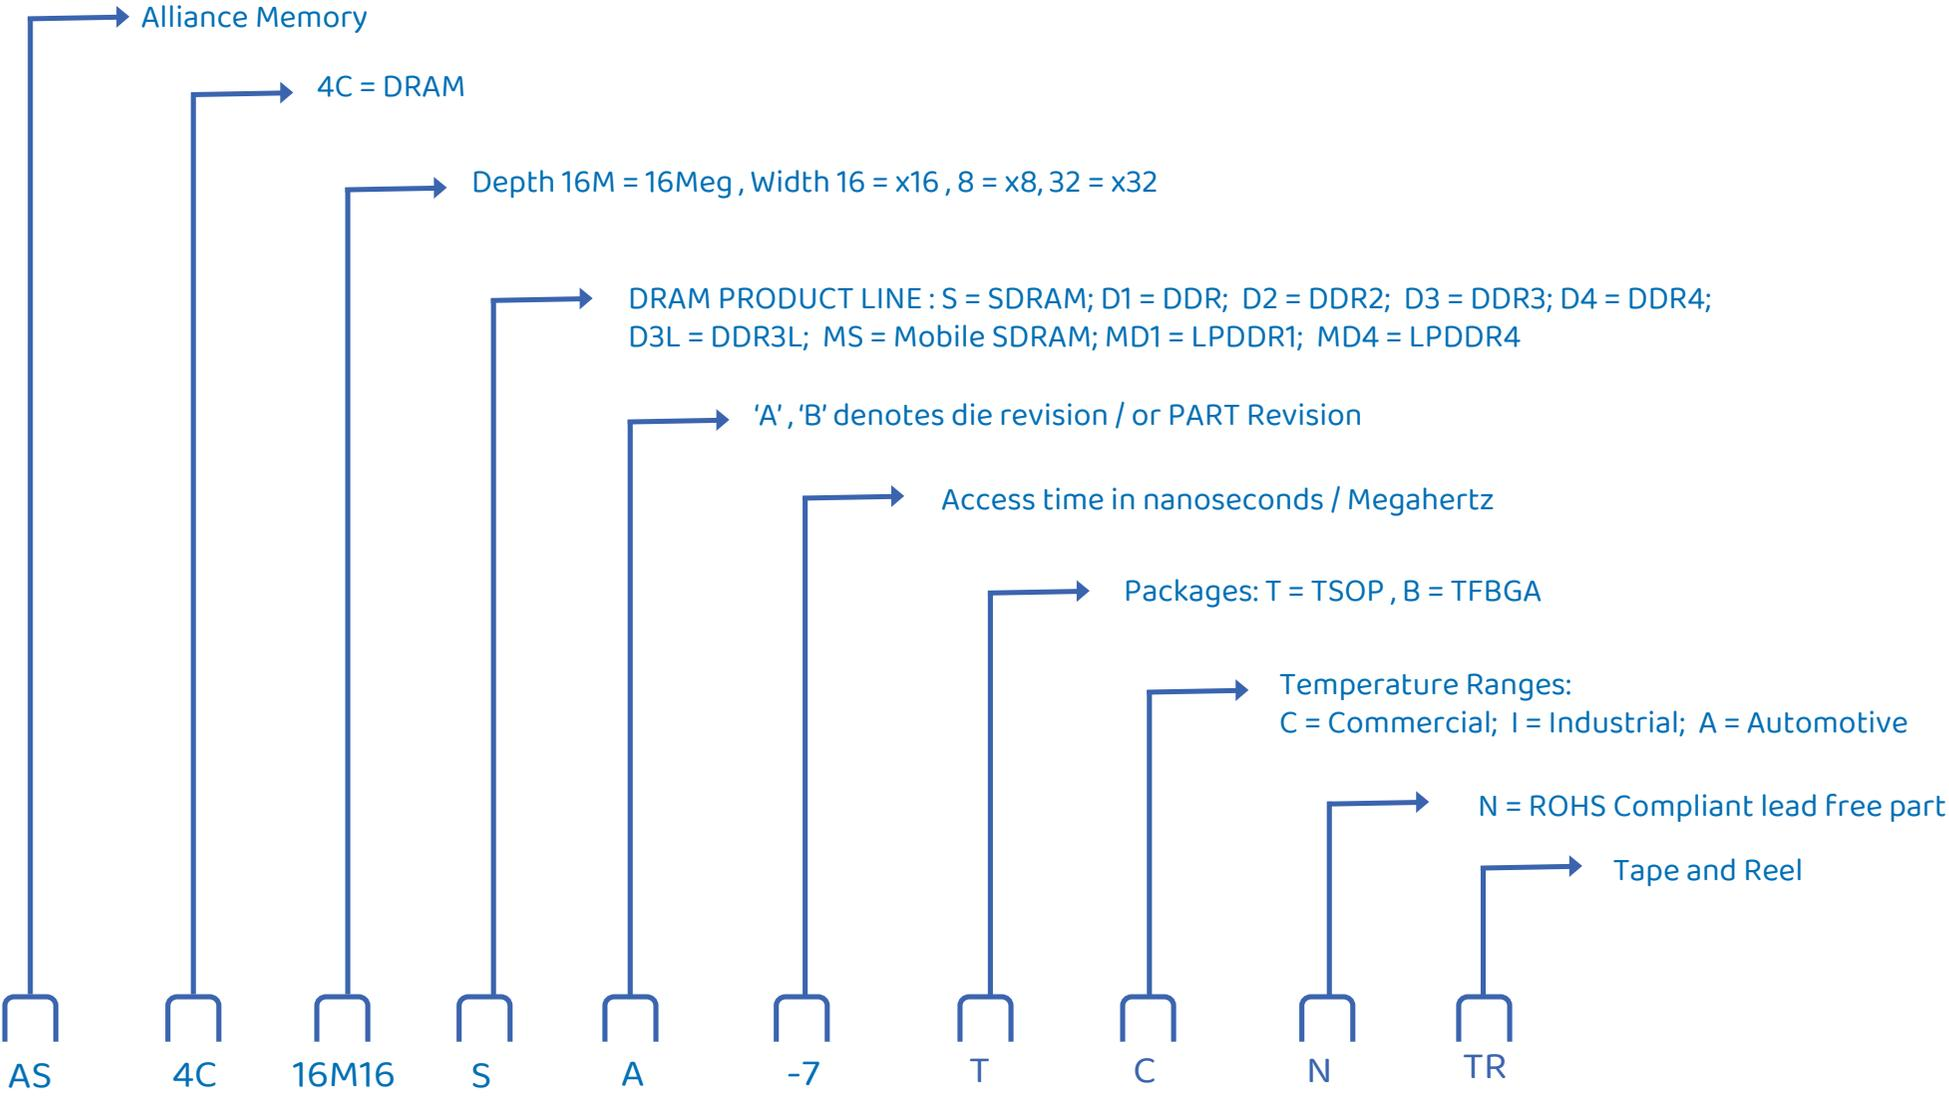 Alliance Memory
4C = DRAM
Depth 16M = 16Meg , Width 16 = x16 , 8 = x8, 32 = x32
DRAM PRODUCT LINE : S = SDRAM; D1 = DDR; D2 = DDR2; D3 = DDR3; D4 = DDR4;
D3L = DDR3L; MS = Mobile SDRAM; MD1 = LPDDR1; MD4 = LPDDR4
‘A’ , ‘B’ denotes die revision / or PART Revision
Access time in nanoseconds / Megahertz
Packages: T = TSOP , B = TFBGA
Temperature Ranges:
C = Commercial; I = Industrial; A = Automotive
N = ROHS Compliant lead free part
Tape and Reel
AS 4C 16M16 S A -7 T C N TR